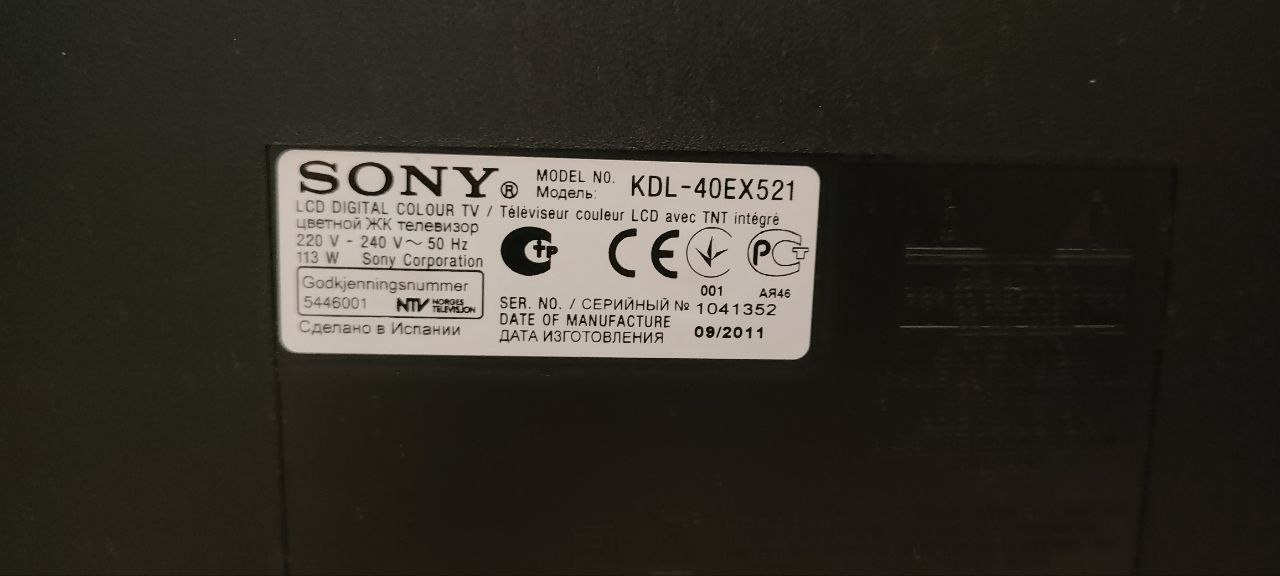 SONY®
MODEL NO.
Модель:
KDL-40EX521
LCD DIGITAL COLOUR TV / Téléviseur couleur LCD avec TNT intégré
цветной ЖК телевизор
220 V - 240 V~ 50 Hz
113 W Sony Corporation
Godkjenningsnummer
5446001 NTV NORGES
TELEVISJON
Сделано в Испании
CE
001
РСТ
АЯ46
SER. NO. / СЕРИЙНЫЙ № 1041352
DATE OF MANUFACTURE
ДАТА ИЗГОТОВЛЕНИЯ
09/2011